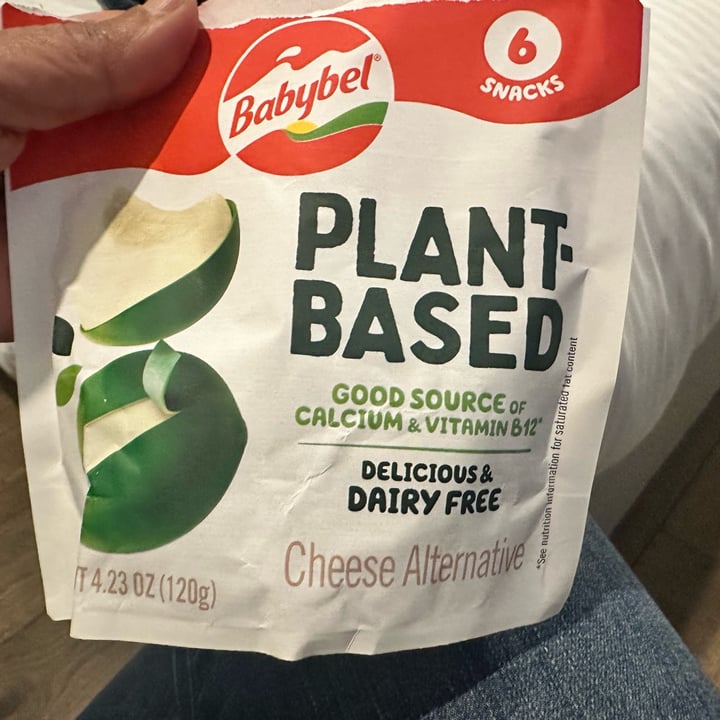 Babybel®
6
SNACKS
PLANT-
BASED
GOOD SOURCE OF
CALCIUM & VITAMIN B12*
DELICIOUS &
DAIRY FREE
Cheese Alternative
*See nutrition information for saturated fat content
T 4.23 OZ (120g)